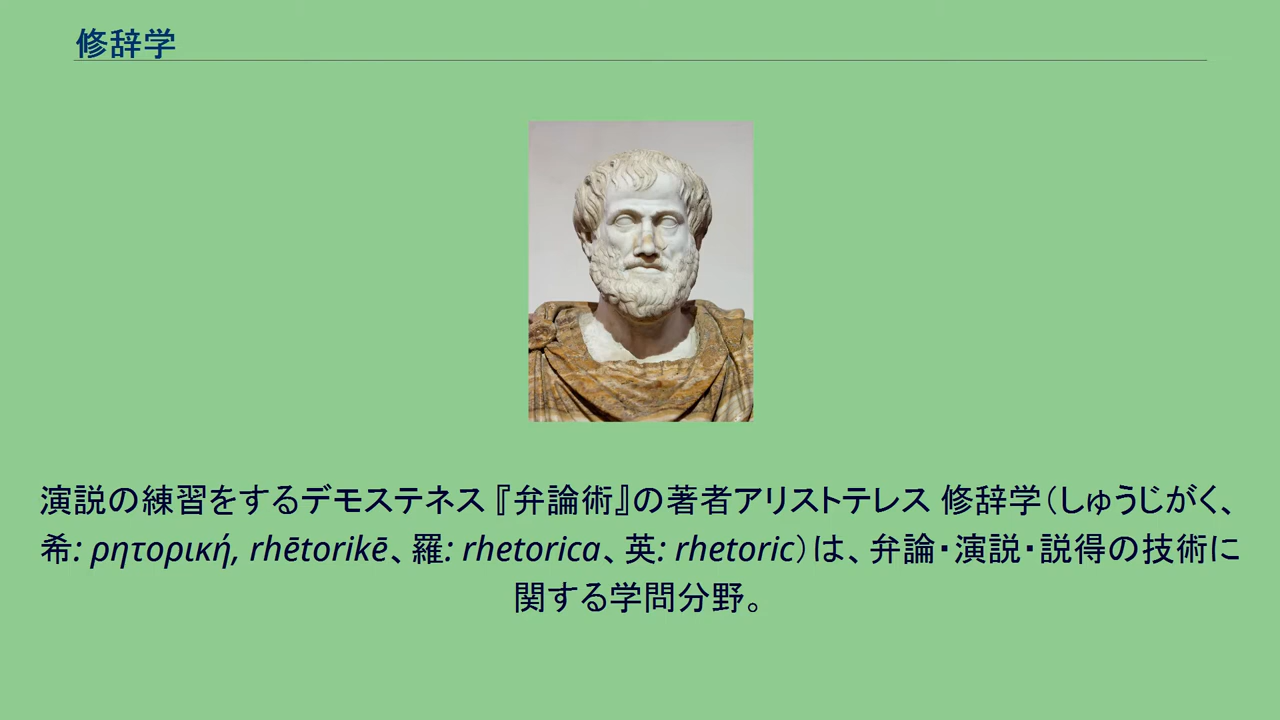 修辞学
演説の練習をするデモステネス 『弁論術』の著者アリストテレス 修辞学（しゅうじがく、
希: ρητορική, rhētorikē、羅: rhetorica、英: rhetoric）は、弁論・演説・説得の技術に
関する学問分野。